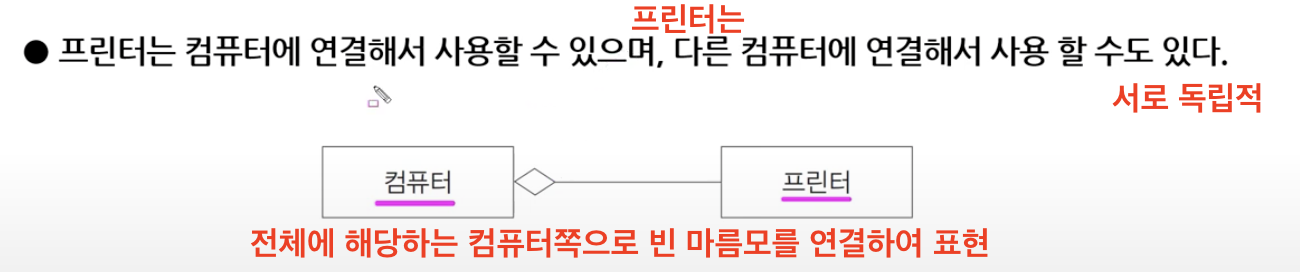 프린터는
● 프린터는 컴퓨터에 연결해서 사용할 수 있으며, 다른 컴퓨터에 연결해서 사용 할 수도 있다.
서로 독립적
컴퓨터
프린터
전체에 해당하는 컴퓨터쪽으로 빈 마름모를 연결하여 표현